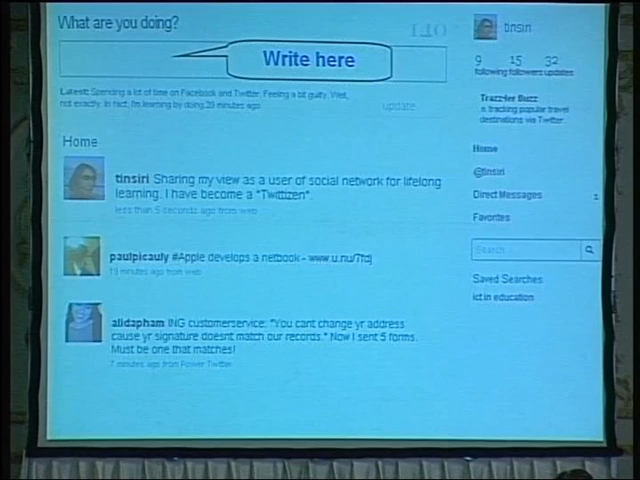 What are you doing?
140
Write here
Latest: Spending a lot of time on Facebook and Twitter. Feeling a bit guilty. Well,
not exactly. In fact, I'm learning by doing. 29 minutes ago
update
Home
tinsiri Sharing my view as a user of social network for lifelong
learning. I have become a "Twittizen".
less than 5 seconds ago from web
paulpicauly #Apple develops a netbook - www.u.nu/7fdj
19 minutes ago from web
alidapham ING customerservice: "You cant change yr address
cause yr signature doesnt match our records." Now I sent 5 forms.
Must be one that matches!
7 minutes ago from Power Twitter
tinsiri
9 15 32
following followers updates
Trazzler Buzz
tracking popular travel
destinations via Twitter
Home
@tinsiri
Direct Messages 1
Favorites
Search
Saved Searches
ict in education